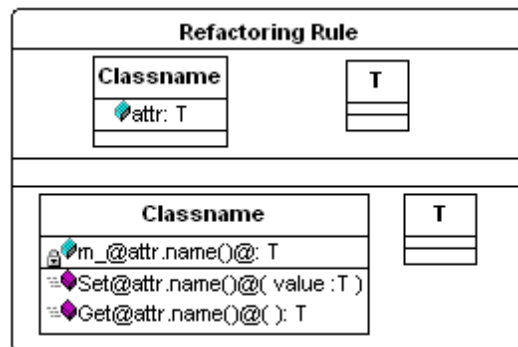 Refactoring Rule
Classname
T
attr: T
Classname
T
m_@attr.name()@: T
Set@attr.name()@( value :T )
Get@attr.name()@( ): T